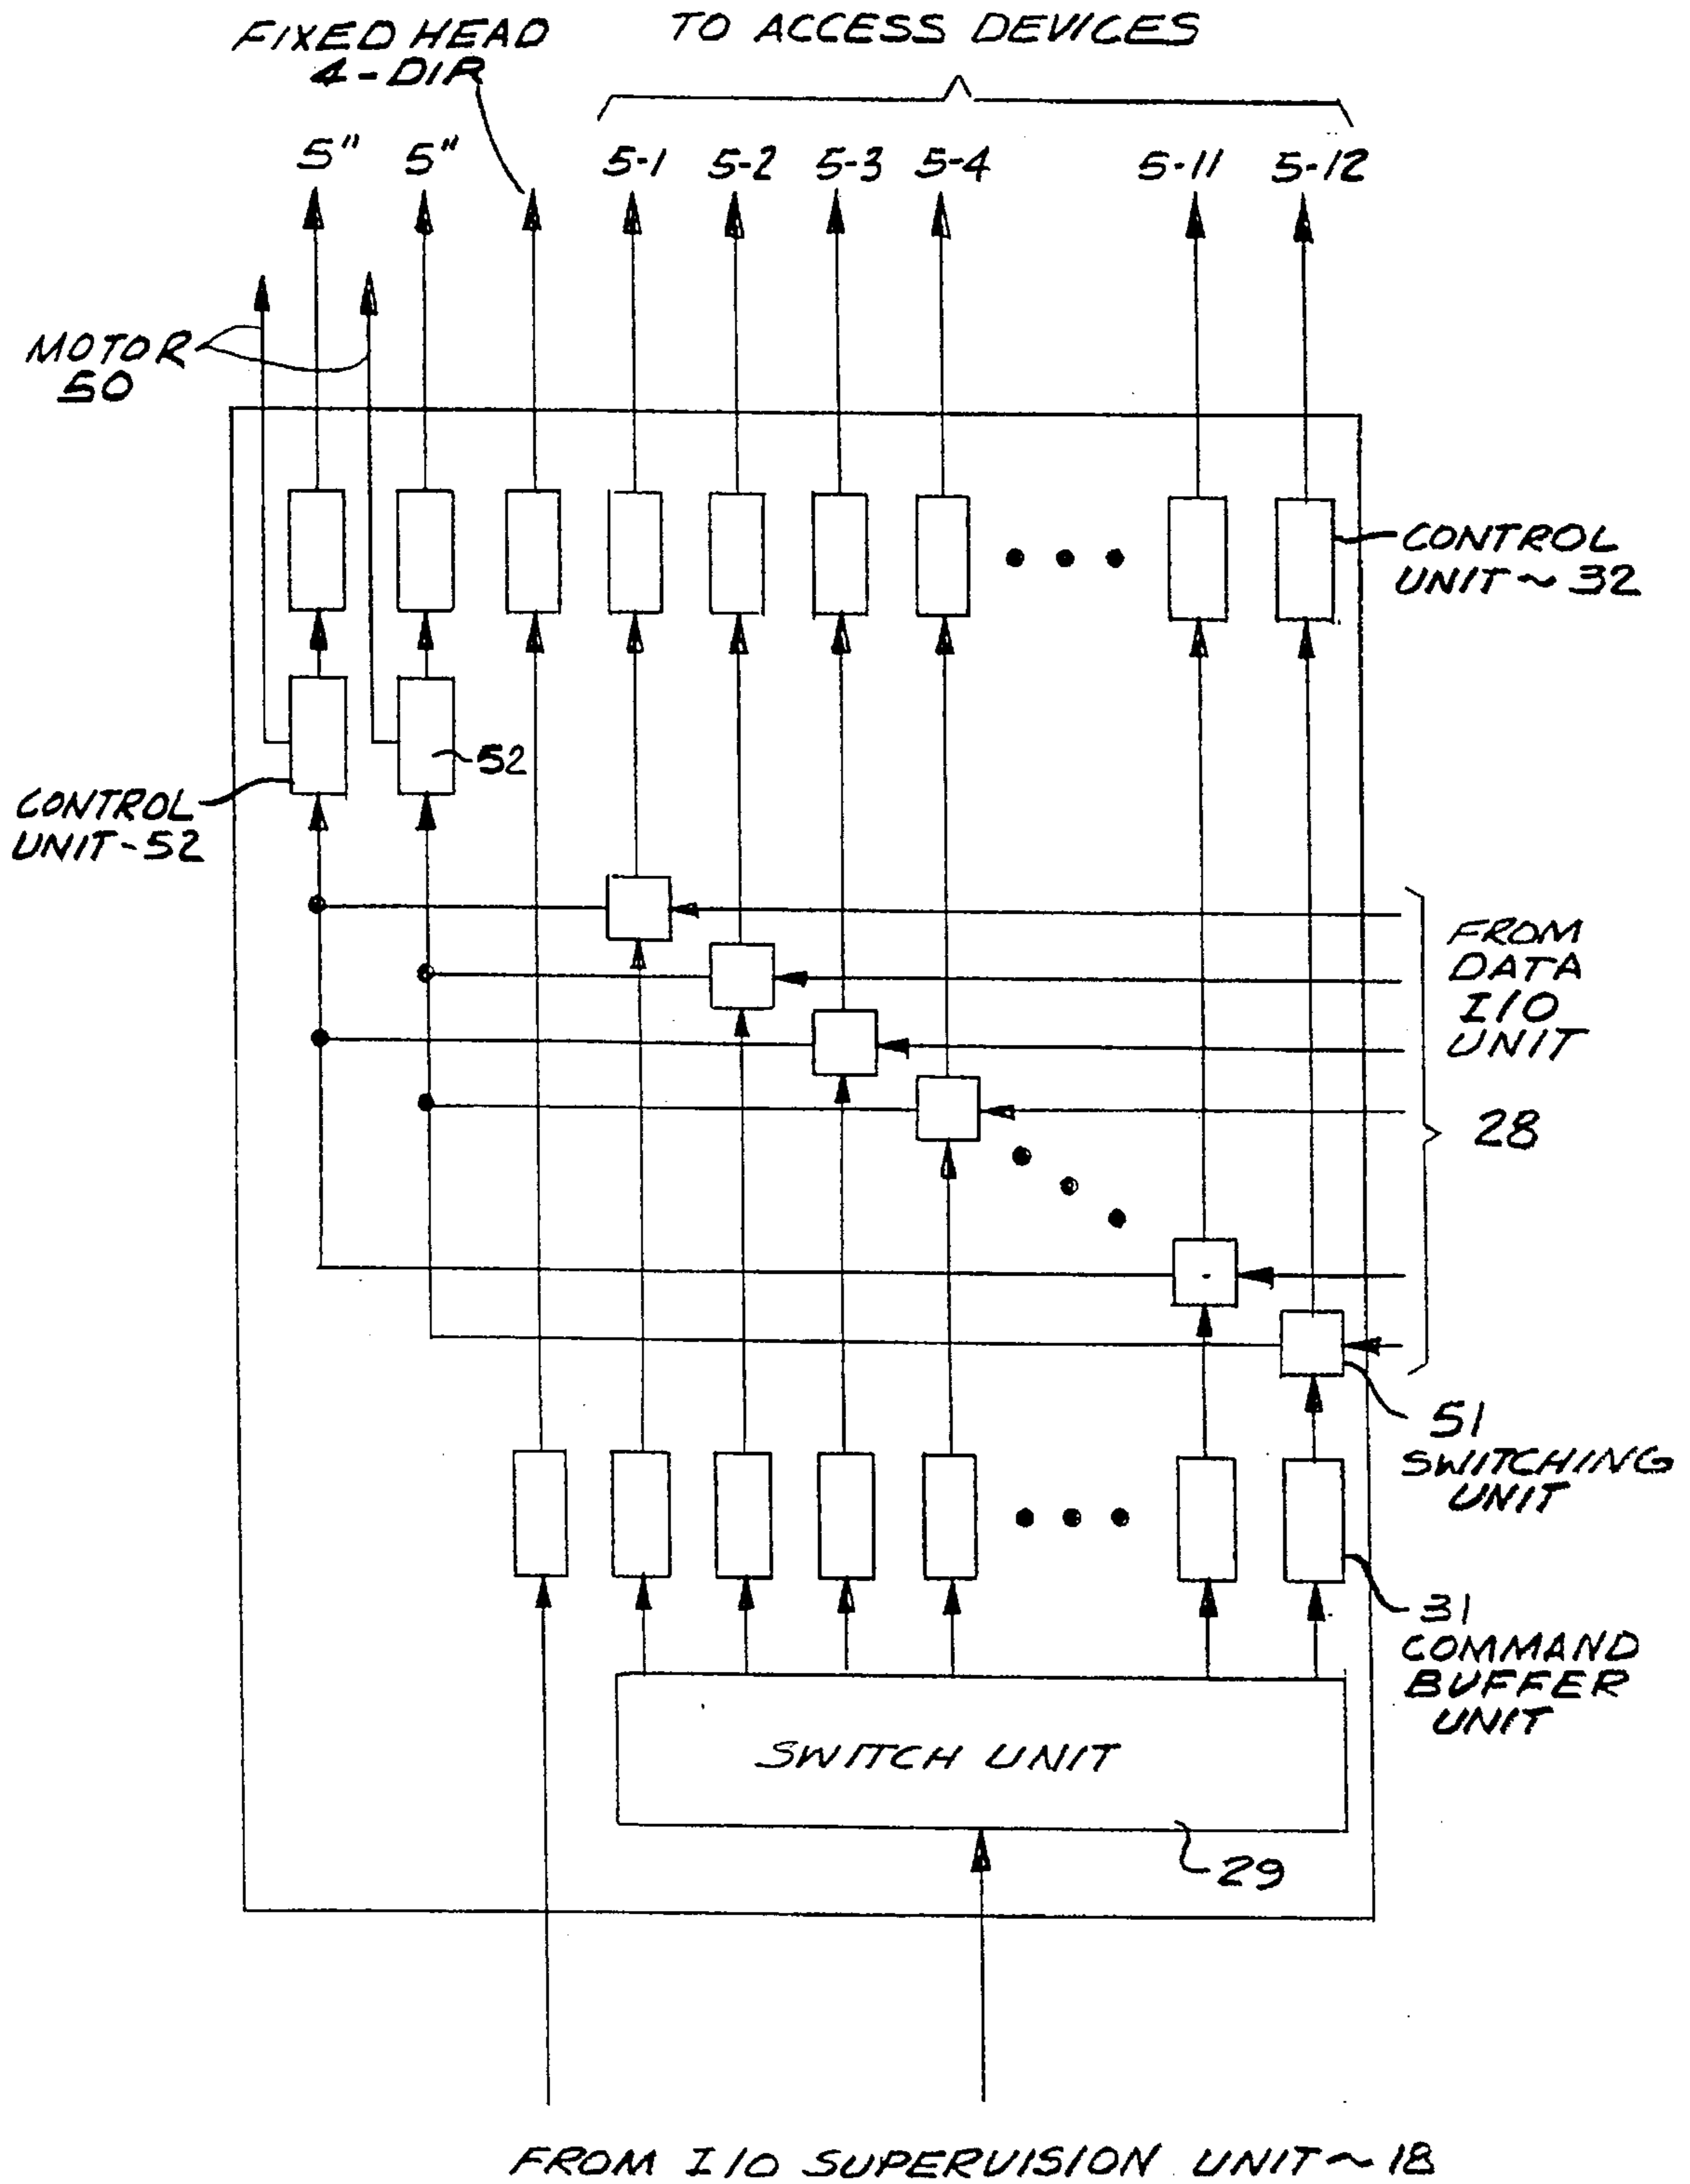 FIXED HEAD
4-DIR
TO ACCESS DEVICES
5" 5" 5-1 5-2 5-3 5-4 5-11 5-12
MOTOR
50
CONTROL
UNIT~32
52
CONTROL
UNIT-52
FROM
DATA
I/O
UNIT
28
51
SWITCHING
UNIT
31
COMMAND
BUFFER
UNIT
SWITCH UNIT
29
FROM I/O SUPERVISION UNIT~18